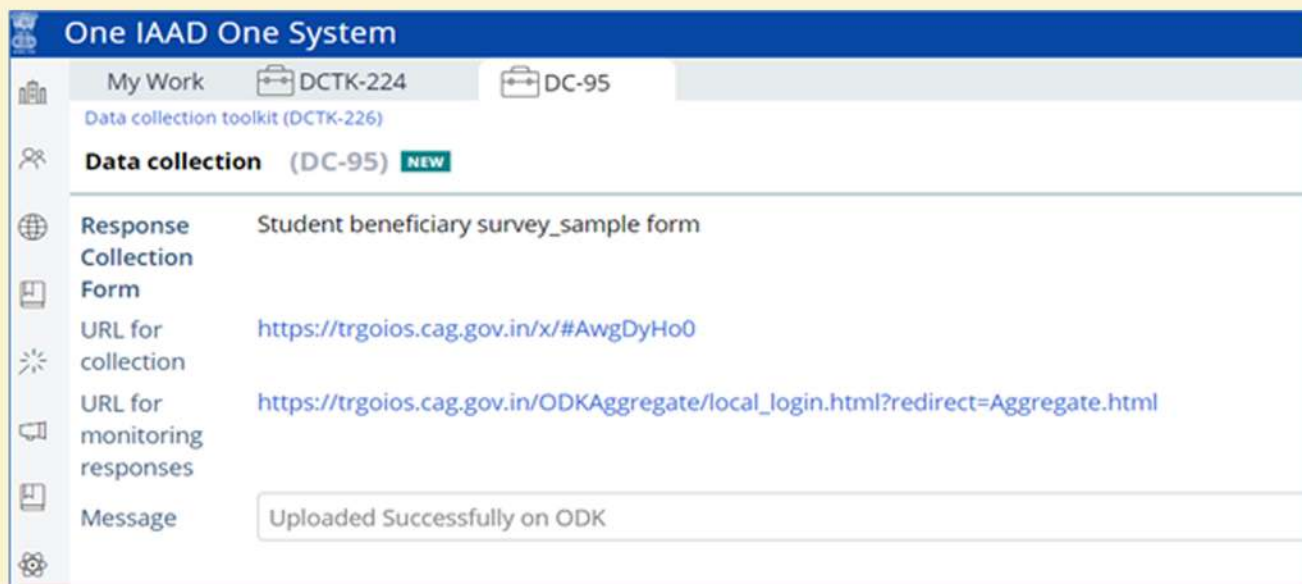 One IAAD One System
My Work DCTK-224 DC-95
Data collection toolkit (DCTK-226)
Data collection (DC-95) NEW
Response Student beneficiary survey_sample form
Collection
Form
URL for https://trgoios.cag.gov.in/x/#AwgDyHo0
collection
URL for https://trgoios.cag.gov.in/ODKAggregate/local_login.html?redirect=Aggregate.html
monitoring
responses
Message Uploaded Successfully on ODK